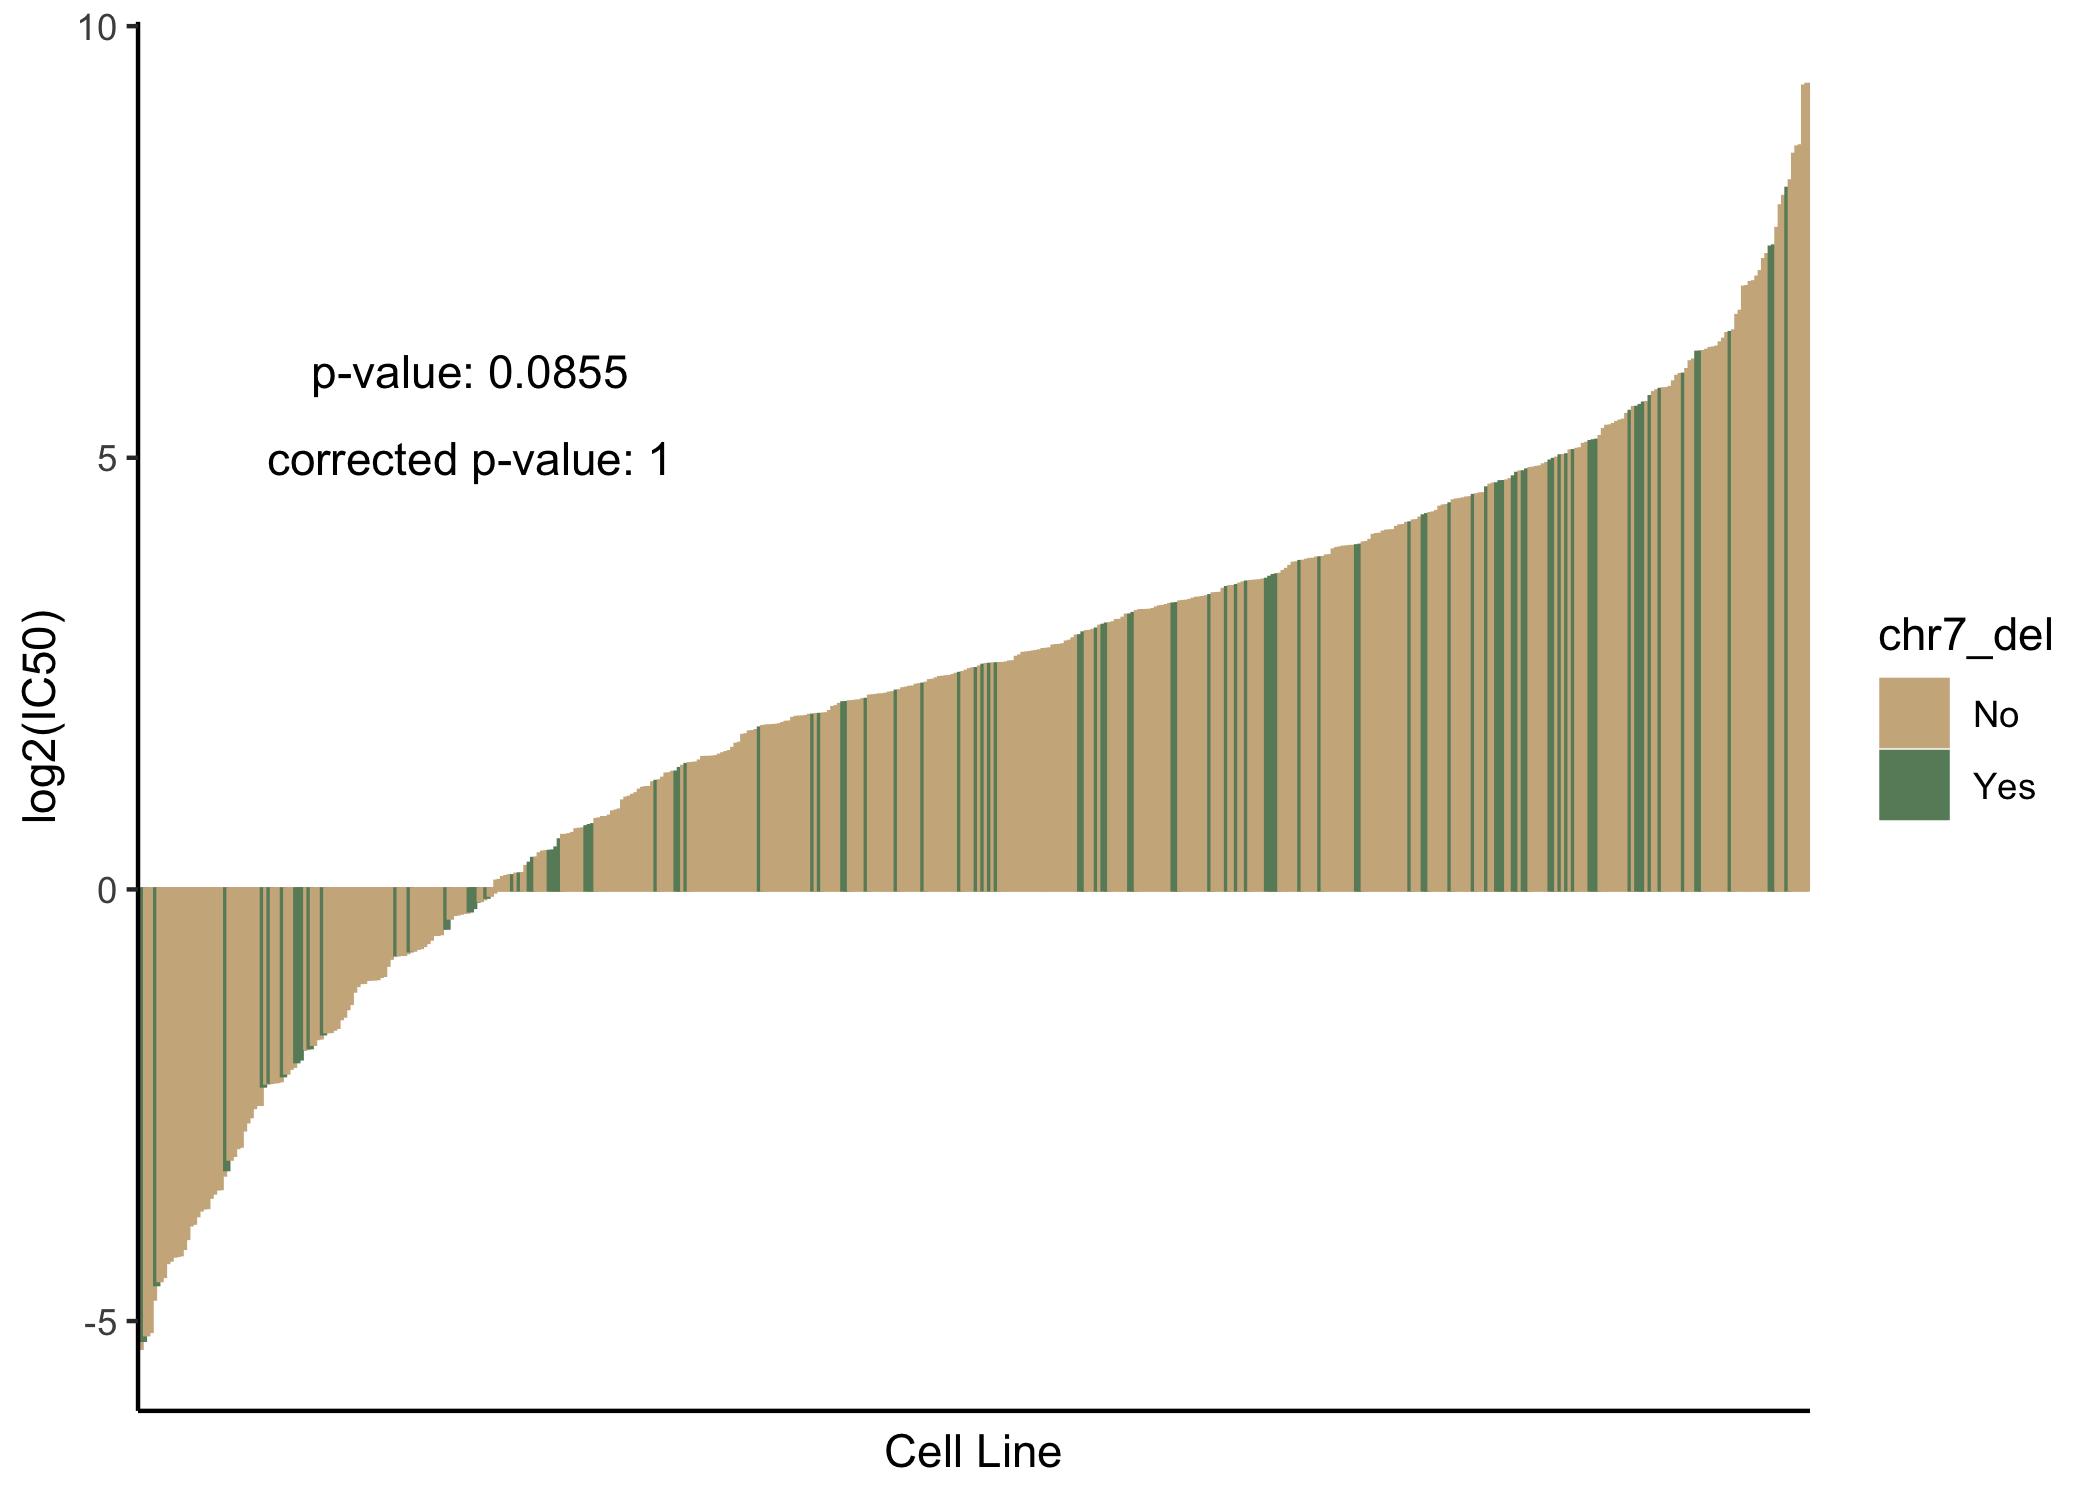 10
5
0
-5
log2(IC50)
p-value: 0.0855
corrected p-value: 1
Cell Line
chr7_del
No
Yes